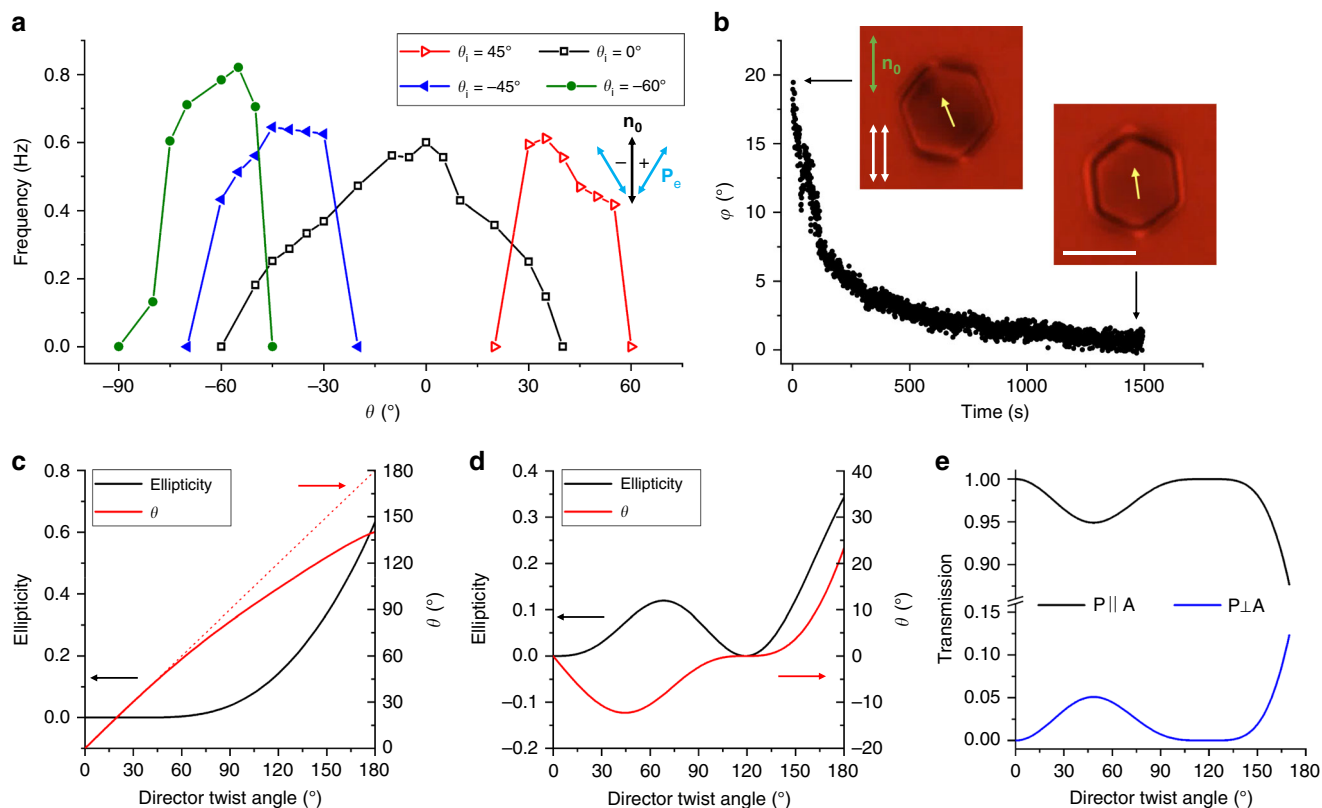 a
θi = 45°
θi = 0°
θi = −45°
θi = −60°
n0
− +
Pe
0.8
0.6
0.4
0.2
0.0
Frequency (Hz)
−90 −60 −30 0 30 60
θ (°)
b
n0
20
15
10
5
0
φ (°)
0 500 1000 1500
Time (s)
c
Ellipticity
θ
0.8
0.6
0.4
0.2
0.0
Ellipticity
180
150
120
90
60
30
0
θ (°)
0 30 60 90 120 150 180
Director twist angle (°)
d
Ellipticity
θ
0.4
0.3
0.2
0.1
0.0
−0.1
−0.2
Ellipticity
40
30
20
10
0
−10
−20
θ (°)
0 30 60 90 120 150 180
Director twist angle (°)
e
1.00
0.95
0.90
0.15
0.10
0.05
0.00
Transmission
P || A
P⊥A
0 30 60 90 120 150 180
Director twist angle (°)